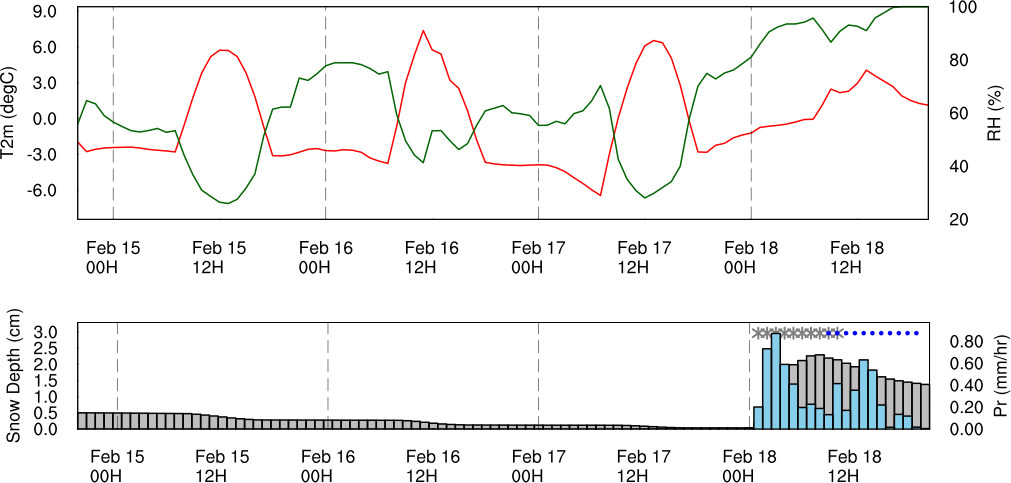 9.0
6.0
3.0
0.0
-3.0
-6.0
T2m (degC)
100
80
60
40
20
RH (%)
Feb 15 Feb 15 Feb 16 Feb 16 Feb 17 Feb 17 Feb 18 Feb 18
00H 12H 00H 12H 00H 12H 00H 12H
3.0
2.5
2.0
1.5
1.0
0.5
0.0
Snow Depth (cm)
0.80
0.60
0.40
0.20
0.00
Pr (mm/hr)
Feb 15 Feb 15 Feb 16 Feb 16 Feb 17 Feb 17 Feb 18 Feb 18
00H 12H 00H 12H 00H 12H 00H 12H